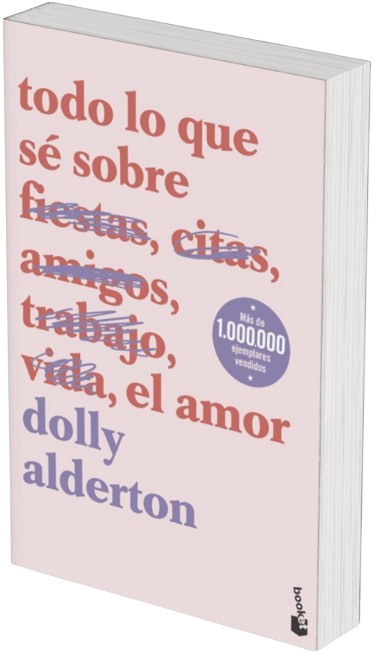 todo lo que
sé sobre
fiestas, citas,
amigos,
trabajo,
vida, el amor
Más de
1.000.000
ejemplares
vendidos
dolly
alderton
booket